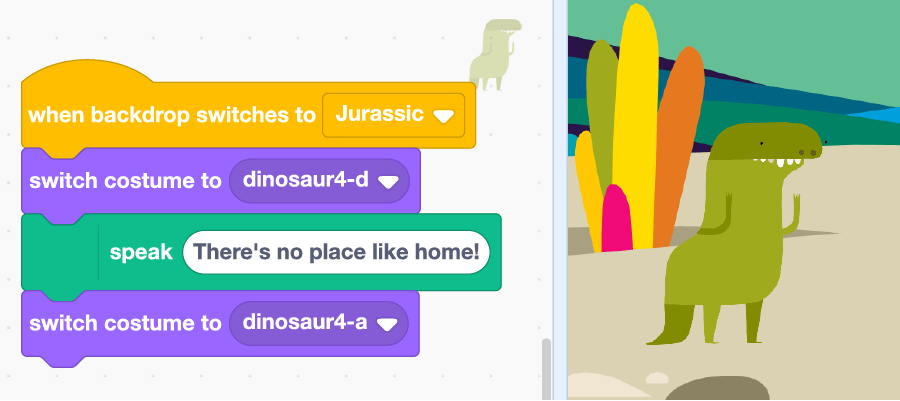 when backdrop switches to Jurassic
switch costume to dinosaur4-d
speak There's no place like home!
switch costume to dinosaur4-a